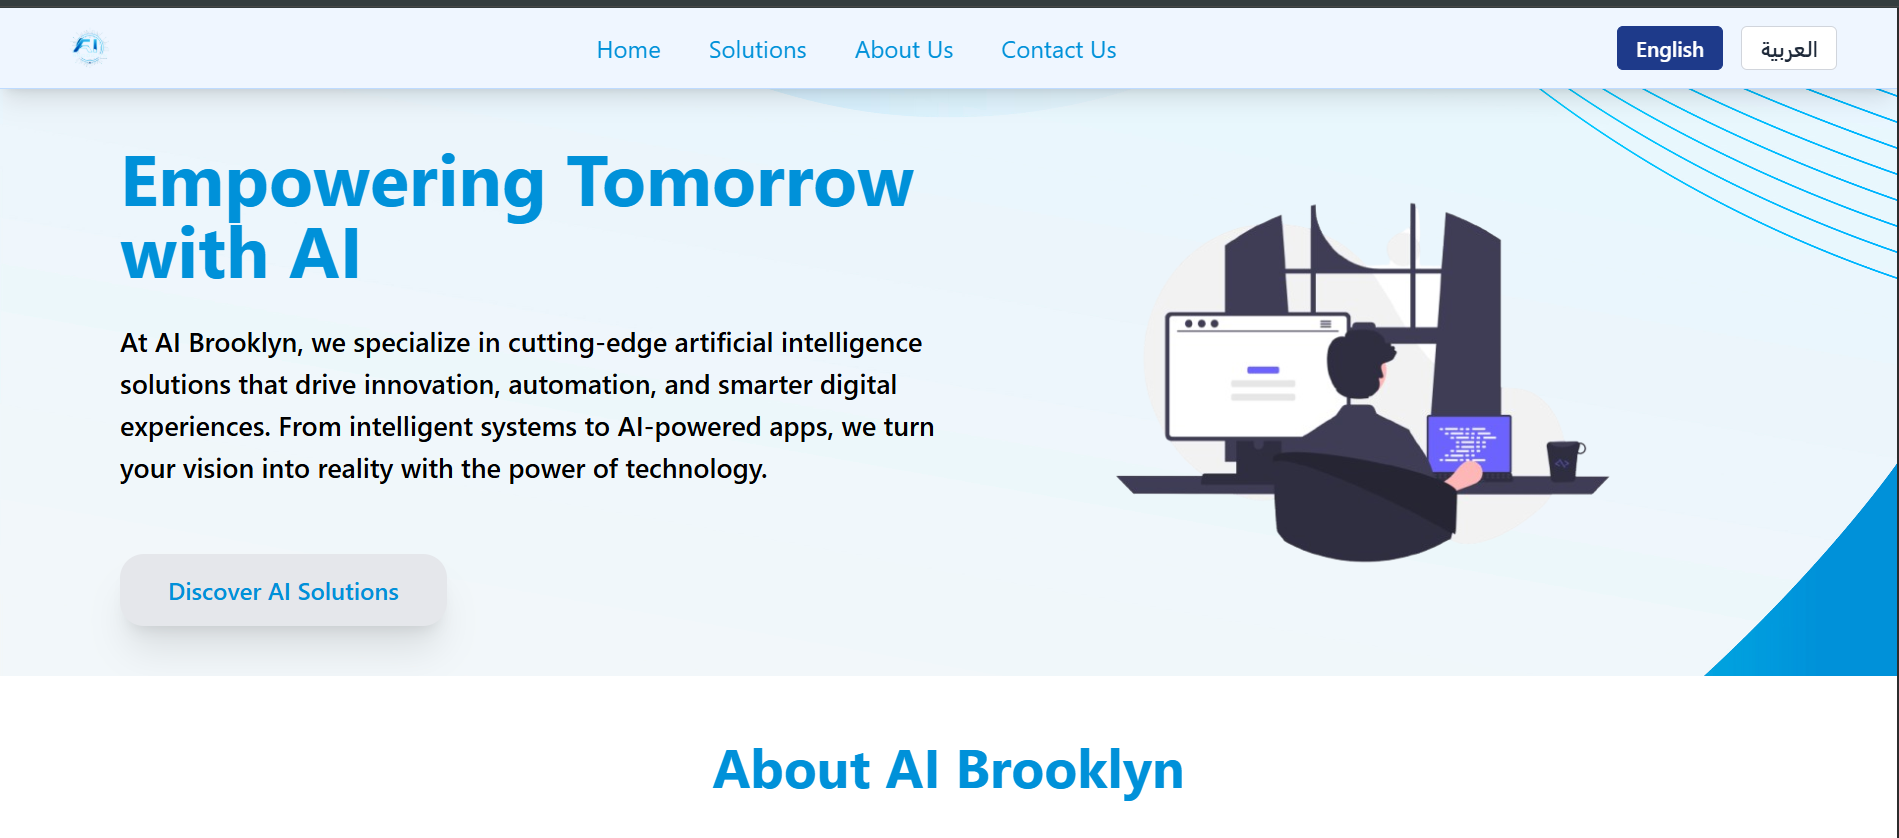 Home
Solutions
About Us
Contact Us
English
العربية
Empowering Tomorrow
with AI
At AI Brooklyn, we specialize in cutting-edge artificial intelligence
solutions that drive innovation, automation, and smarter digital
experiences. From intelligent systems to AI-powered apps, we turn
your vision into reality with the power of technology.
Discover AI Solutions
About AI Brooklyn